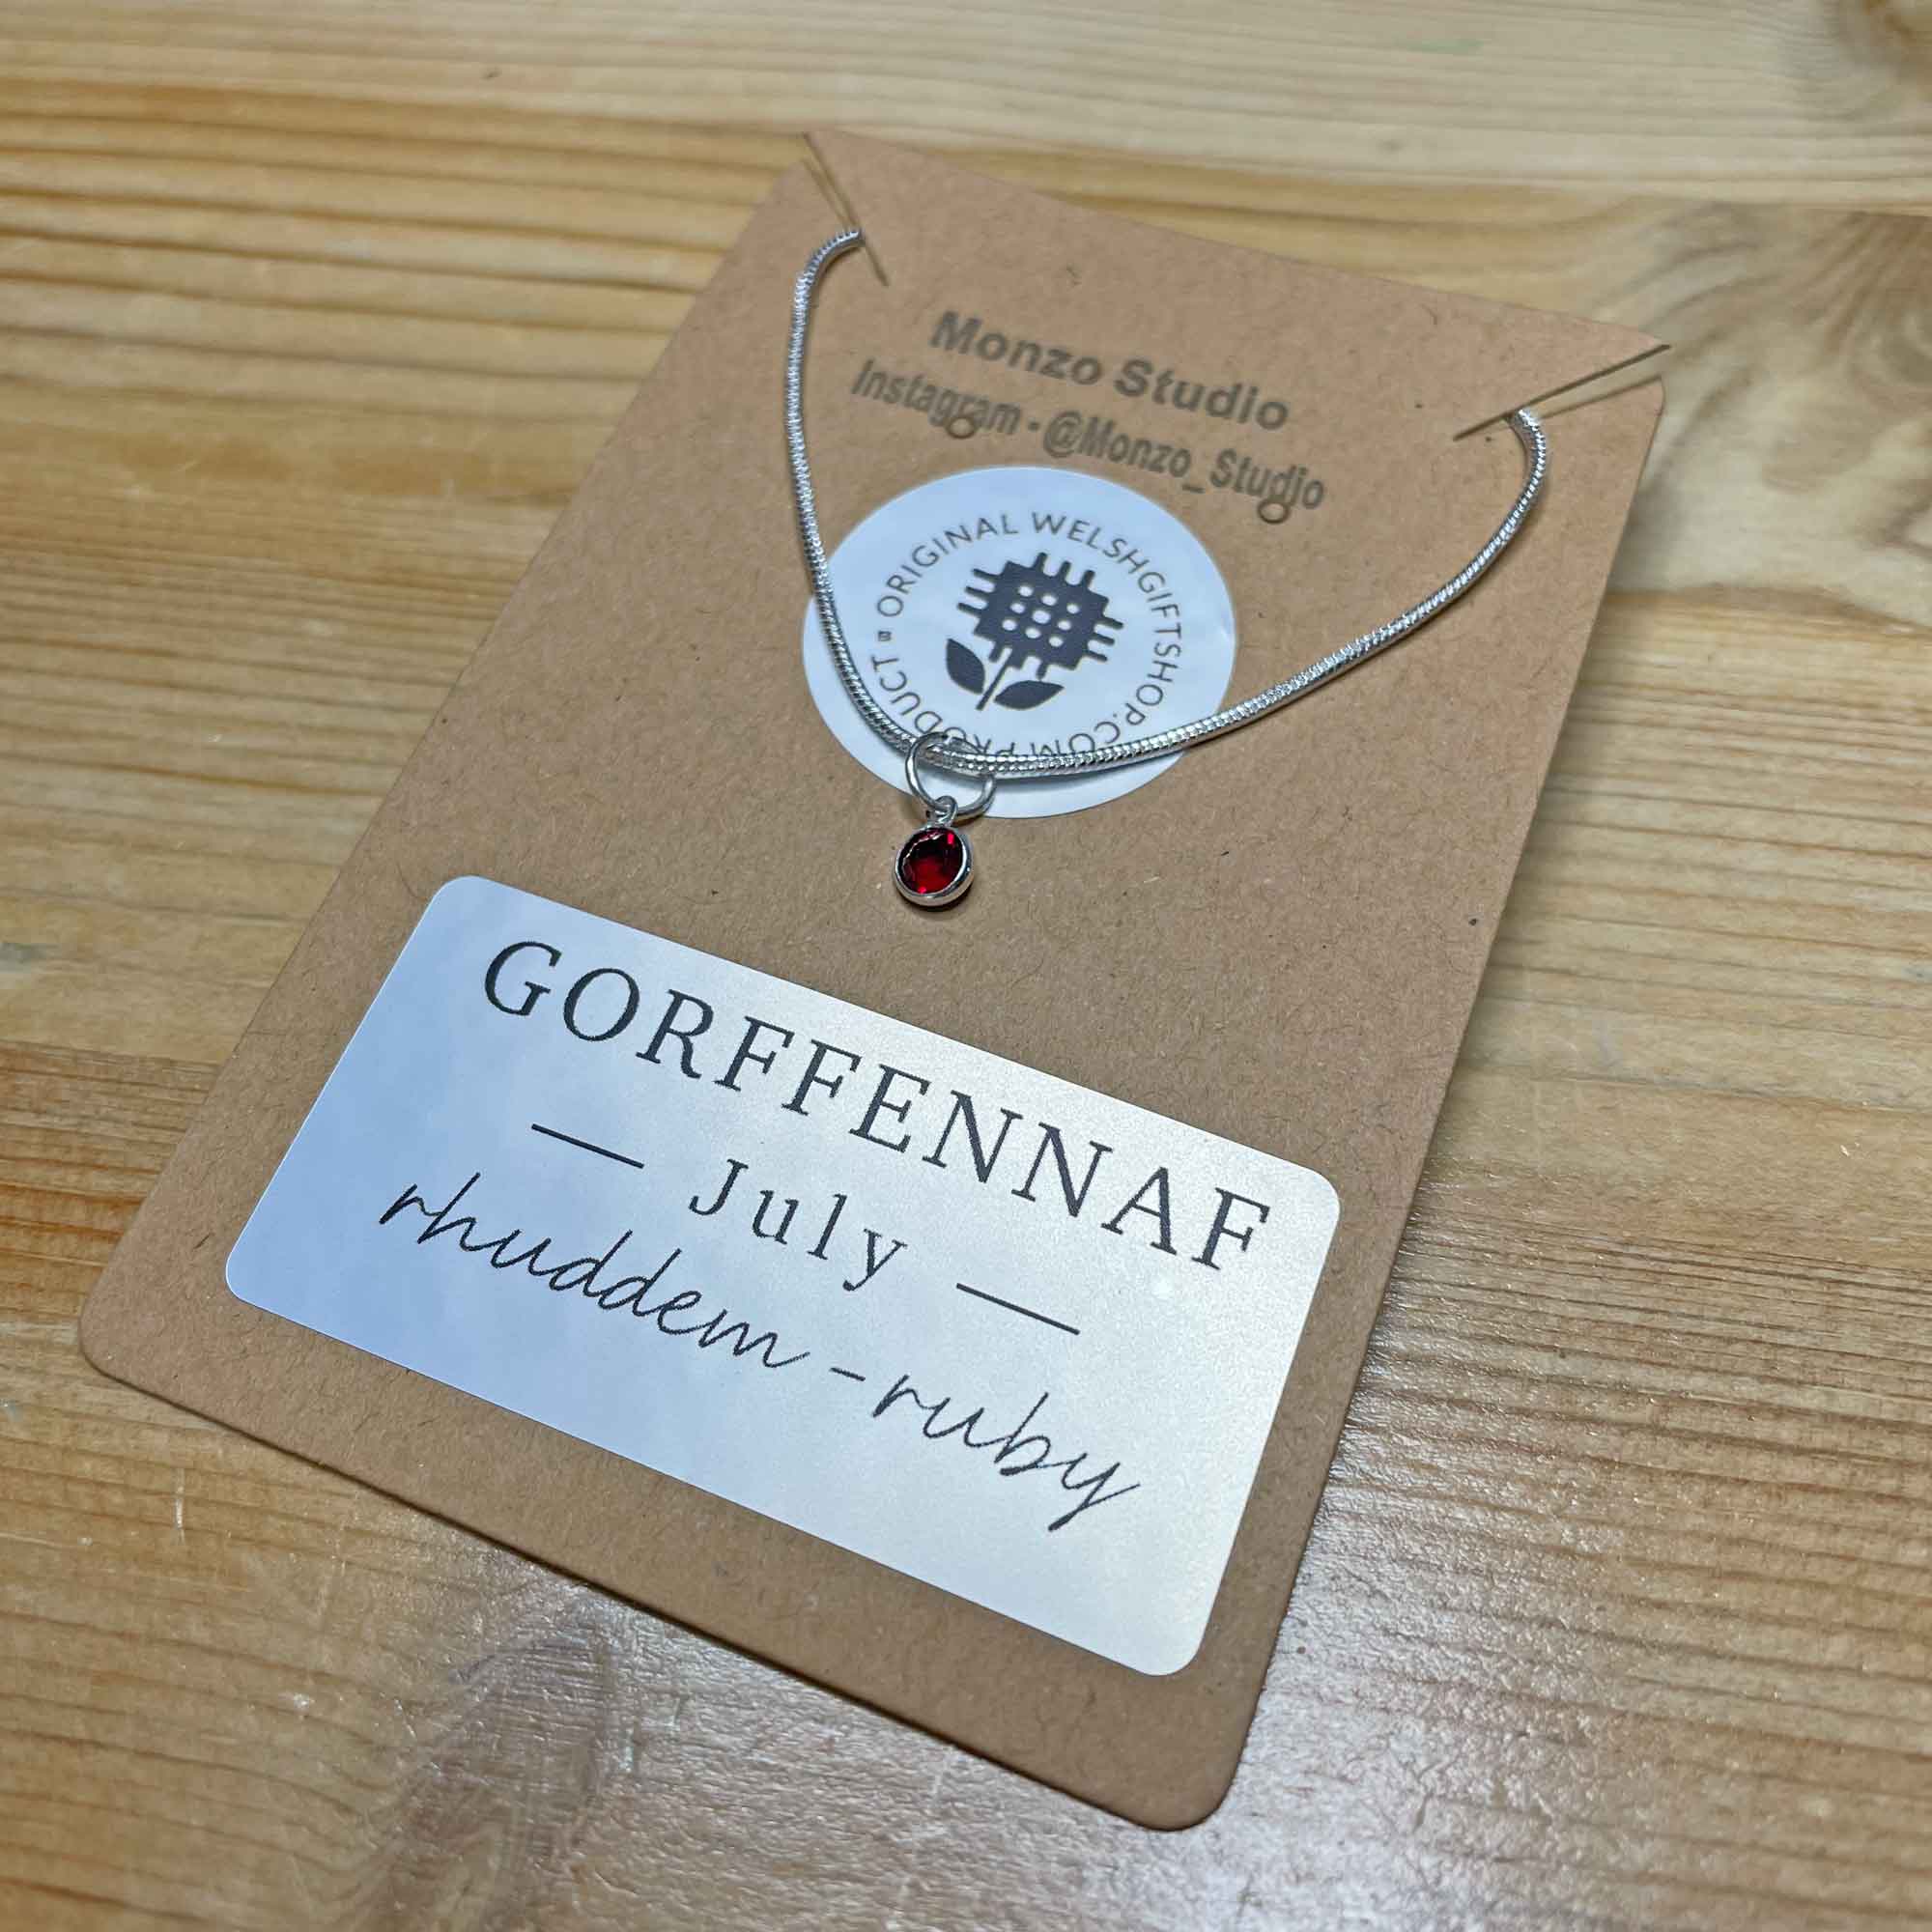 Monzo Studio
Instagram - @Monzo_Studio
ORIGINAL WELSHGIFTSHOP.COM PRODUCT
GORFFENNAF
— July —
rhuddem - ruby